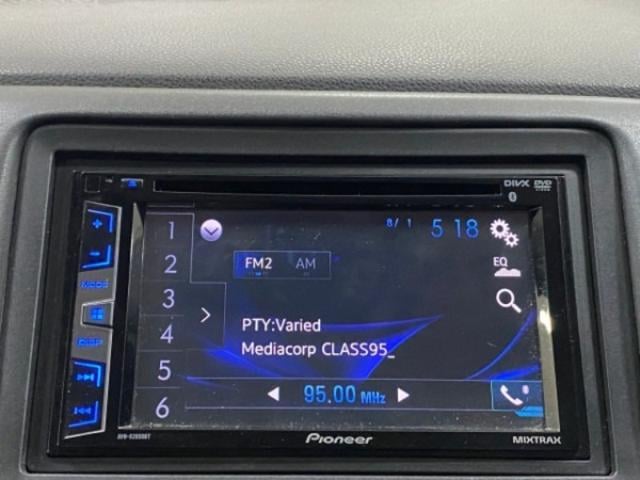 DIVX DVD
1 8/ 1 5 18
2 FM2 AM EQ
3
PTY:Varied
4 Mediacorp CLASS95_
5
95.00 MHz
6
MODE
DISP
Pioneer MIXTRAX